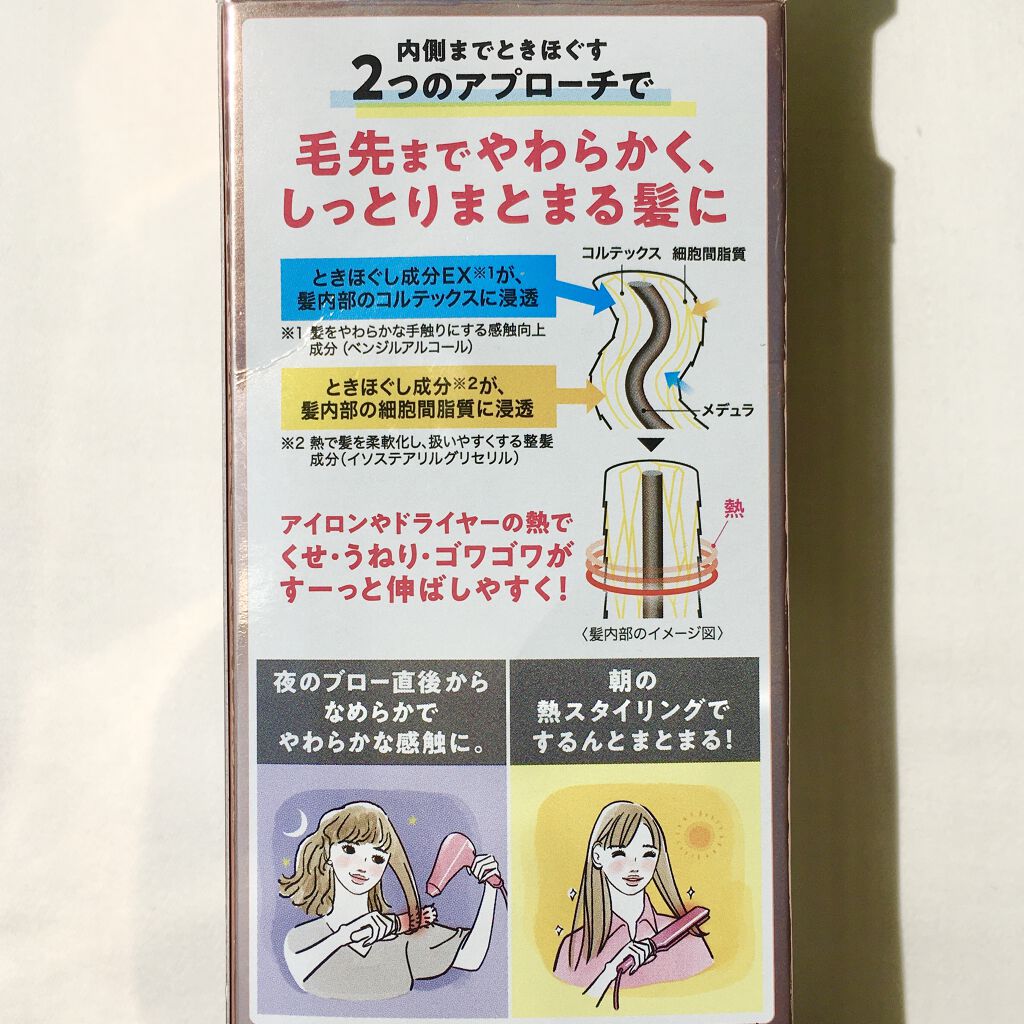 内側までときほぐす
2つのアプローチで
毛先までやわらかく、
しっとりまとまる髪に
コルテックス 細胞間脂質
ときほぐし成分EX※1が、
髪内部のコルテックスに浸透
※1 髪をやわらかな手触りにする感触向上
成分（ベンジルアルコール）
ときほぐし成分※2が、
髪内部の細胞間脂質に浸透
メデュラ
※2 熱で髪を柔軟化し、扱いやすくする整髪
成分（イソステアリルグリセリル）
アイロンやドライヤーの熱で
くせ・うねり・ゴワゴワが
すーっと伸ばしやすく！
熱
〈髪内部のイメージ図〉
夜のブロー直後から
なめらかで
やわらかな感触に。
朝の
熱スタイリングで
するんとまとまる！